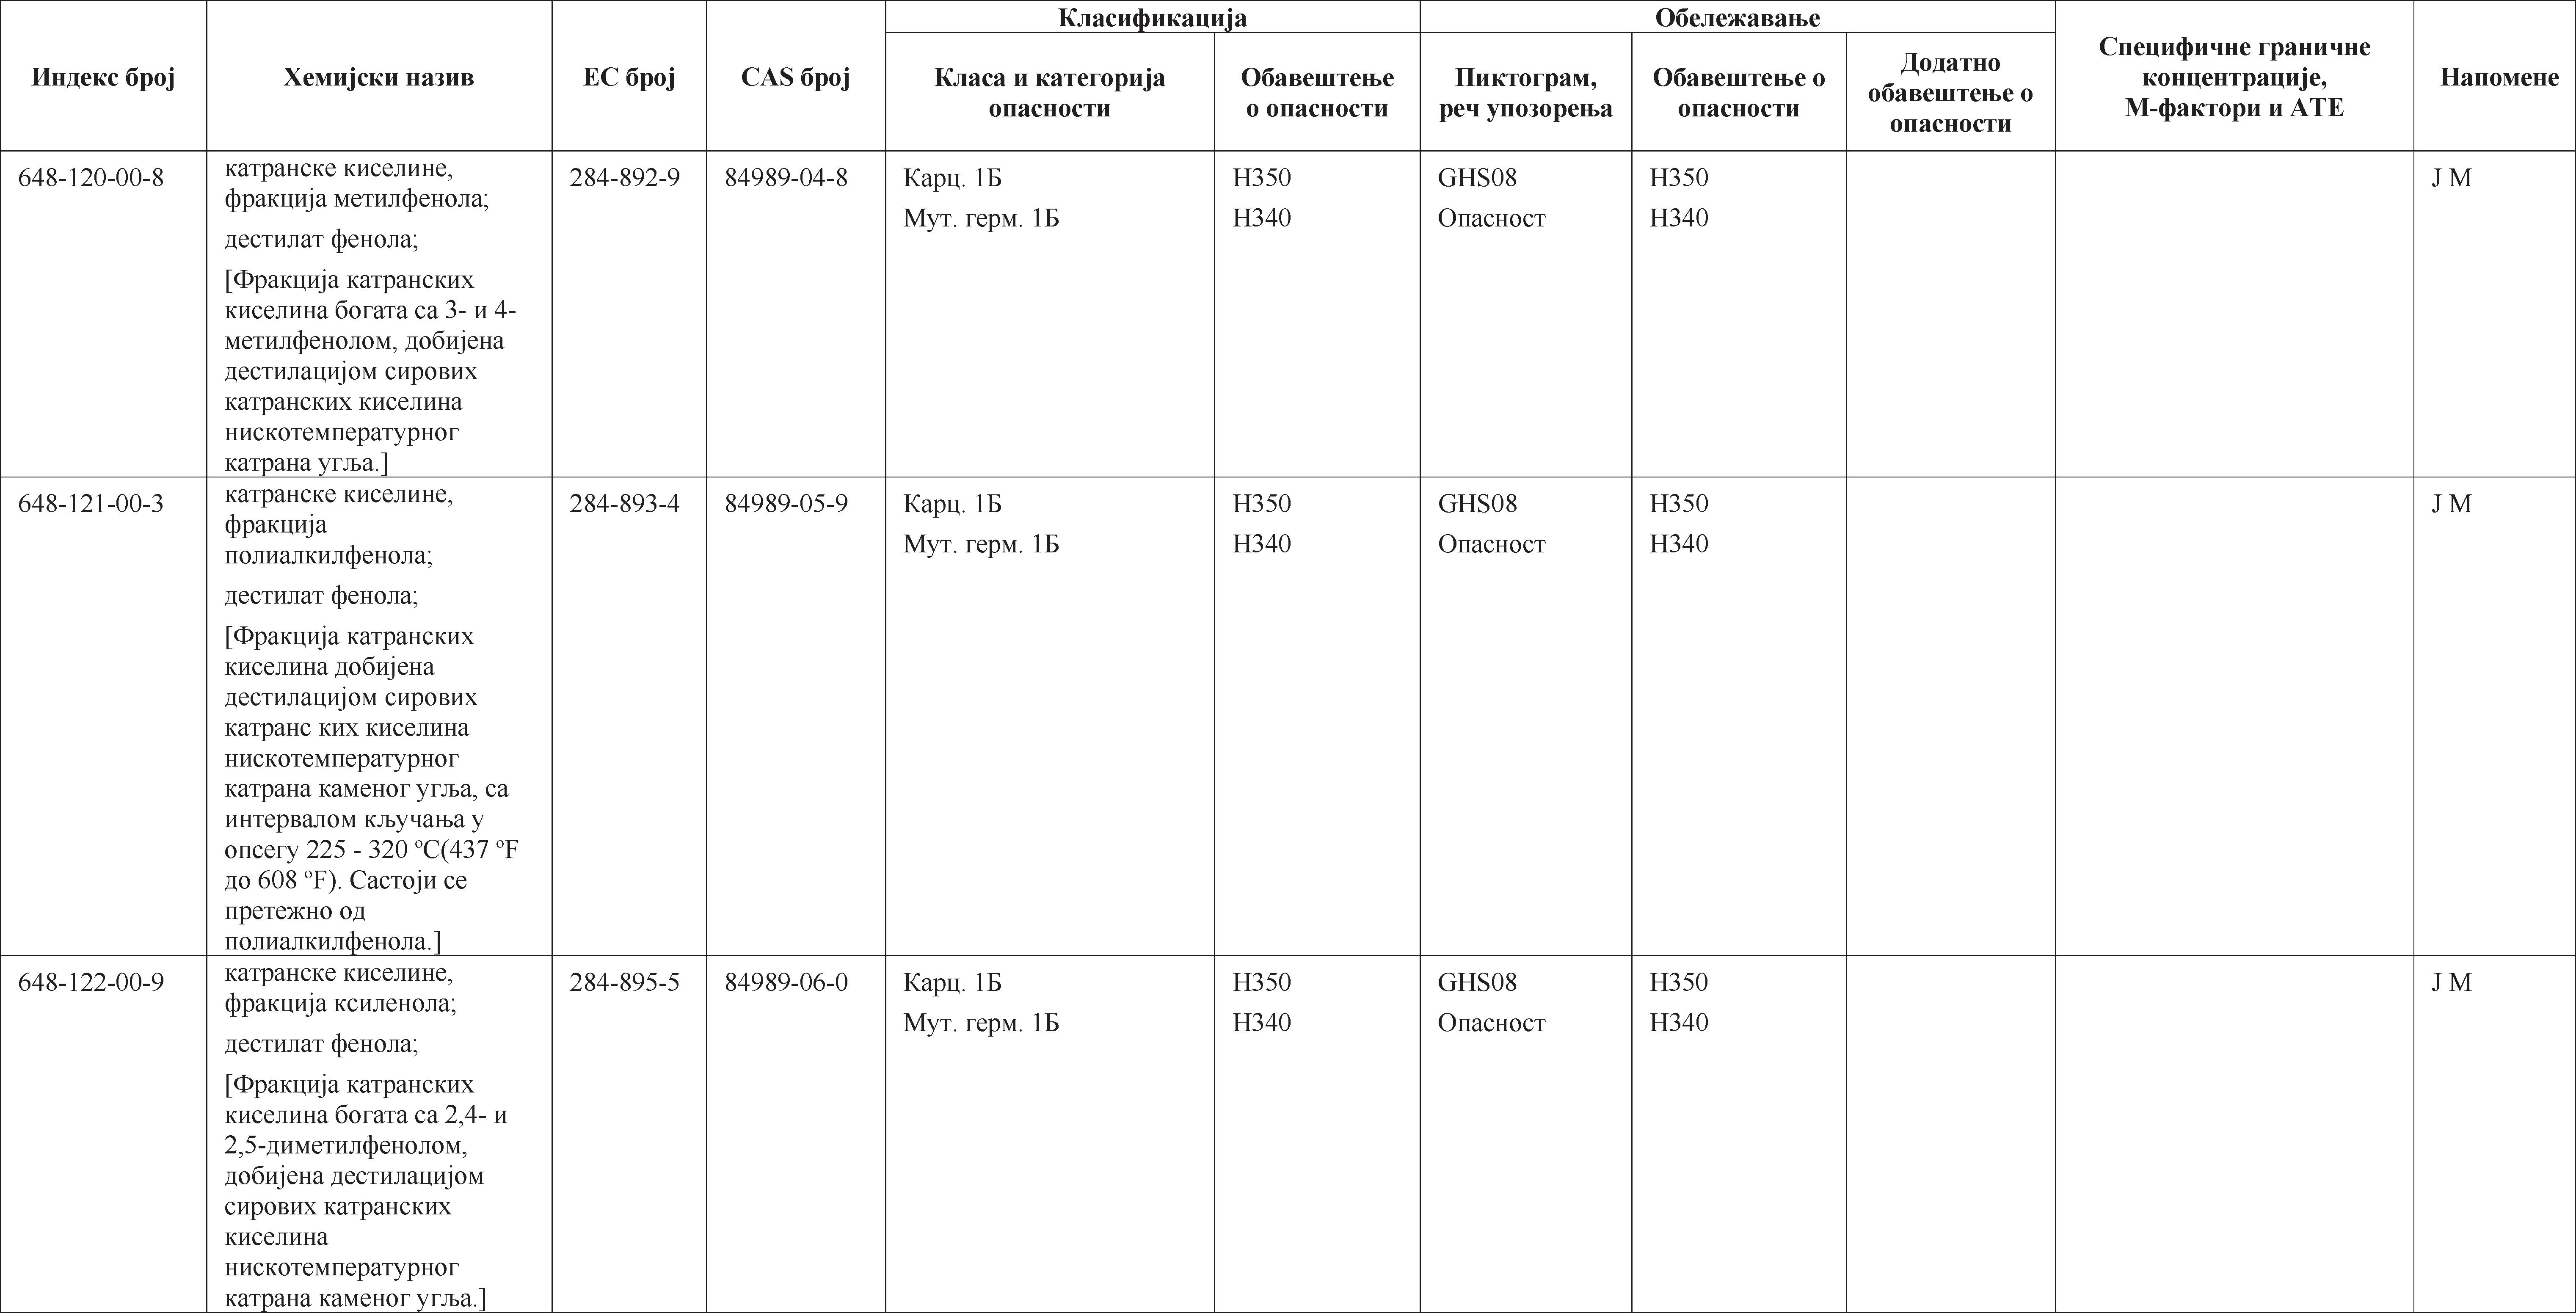 Класификација
Обележавање
Индекс број
Хемијски назив
ЕС број
CAS број
Класа и категорија
опасности
Обавештење
о опасности
Пиктограм,
реч упозорења
Обавештење о
опасности
Додатно
обавештење о
опасности
Специфичне граничне
концентрације,
М-фактори и АТЕ
Напомене
648-120-00-8
катранске киселине,
фракција метилфенола;
дестилат фенола;
[Фракција катранских
киселина богата са 3- и 4-
метилфенолом, добијена
дестилацијом сирових
катранских киселина
нискотемпературног
катрана угља.]
284-892-9
84989-04-8
Карц. 1Б
Мут. герм. 1Б
H350
H340
GHS08
Опасност
H350
H340
J M
648-121-00-3
катранске киселине,
фракција
полиалкилфенола;
дестилат фенола;
[Фракција катранских
киселина добијена
дестилацијом сирових
катранс ких киселина
нискотемпературног
катрана каменог угља, са
интервалом кључања у
опсегу 225 - 320 ºC(437 ºF
до 608 ºF). Састоји се
претежно од
полиалкилфенола.]
284-893-4
84989-05-9
Карц. 1Б
Мут. герм. 1Б
H350
H340
GHS08
Опасност
H350
H340
J M
648-122-00-9
катранске киселине,
фракција ксиленола;
дестилат фенола;
[Фракција катранских
киселина богата са 2,4- и
2,5-диметилфенолом,
добијена дестилацијом
сирових катранских
киселина
нискотемпературног
катрана каменог угља.]
284-895-5
84989-06-0
Карц. 1Б
Мут. герм. 1Б
H350
H340
GHS08
Опасност
H350
H340
J M